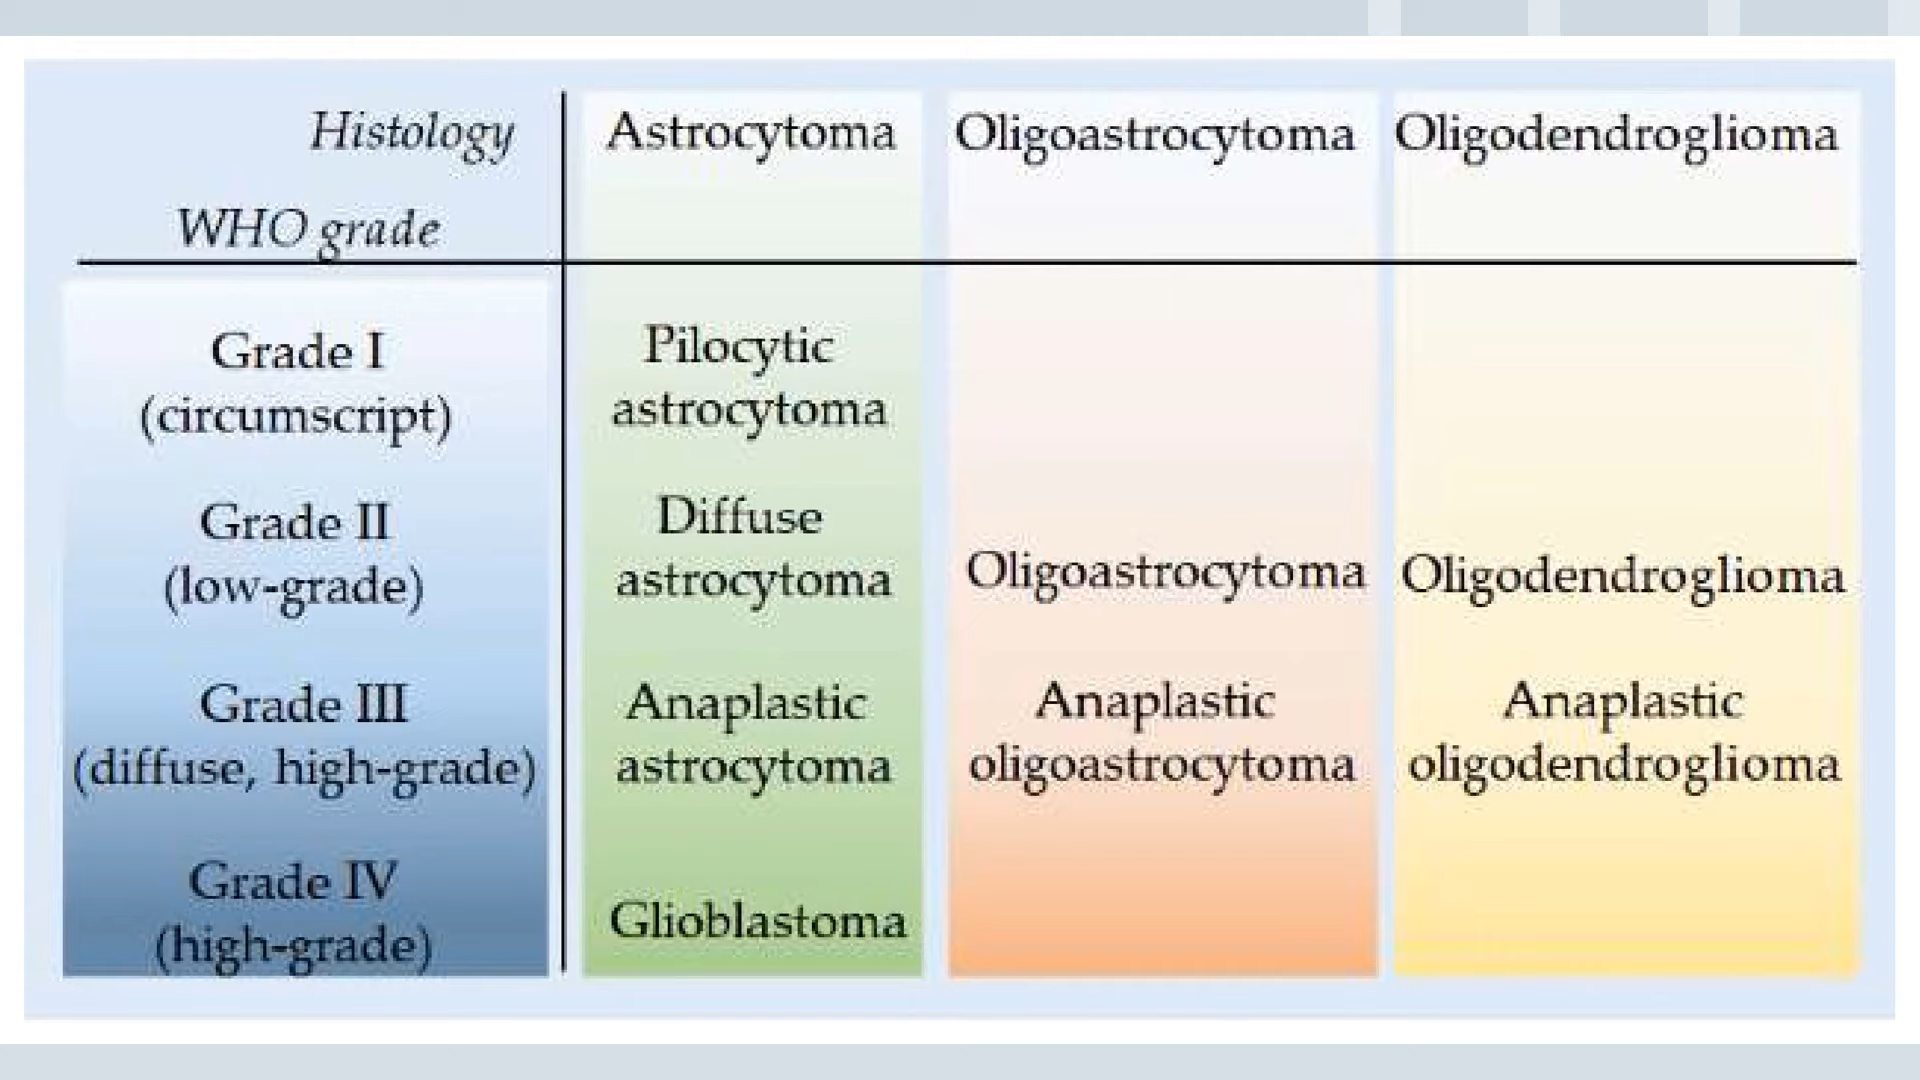 Histology
Astrocytoma
Oligoastrocytoma
Oligodendroglioma
WHO grade
Grade I
(circumscript)
Pilocytic
astrocytoma
Grade II
(low-grade)
Diffuse
astrocytoma
Oligoastrocytoma
Oligodendroglioma
Grade III
(diffuse, high-grade)
Anaplastic
astrocytoma
Anaplastic
oligoastrocytoma
Anaplastic
oligodendroglioma
Grade IV
(high-grade)
Glioblastoma